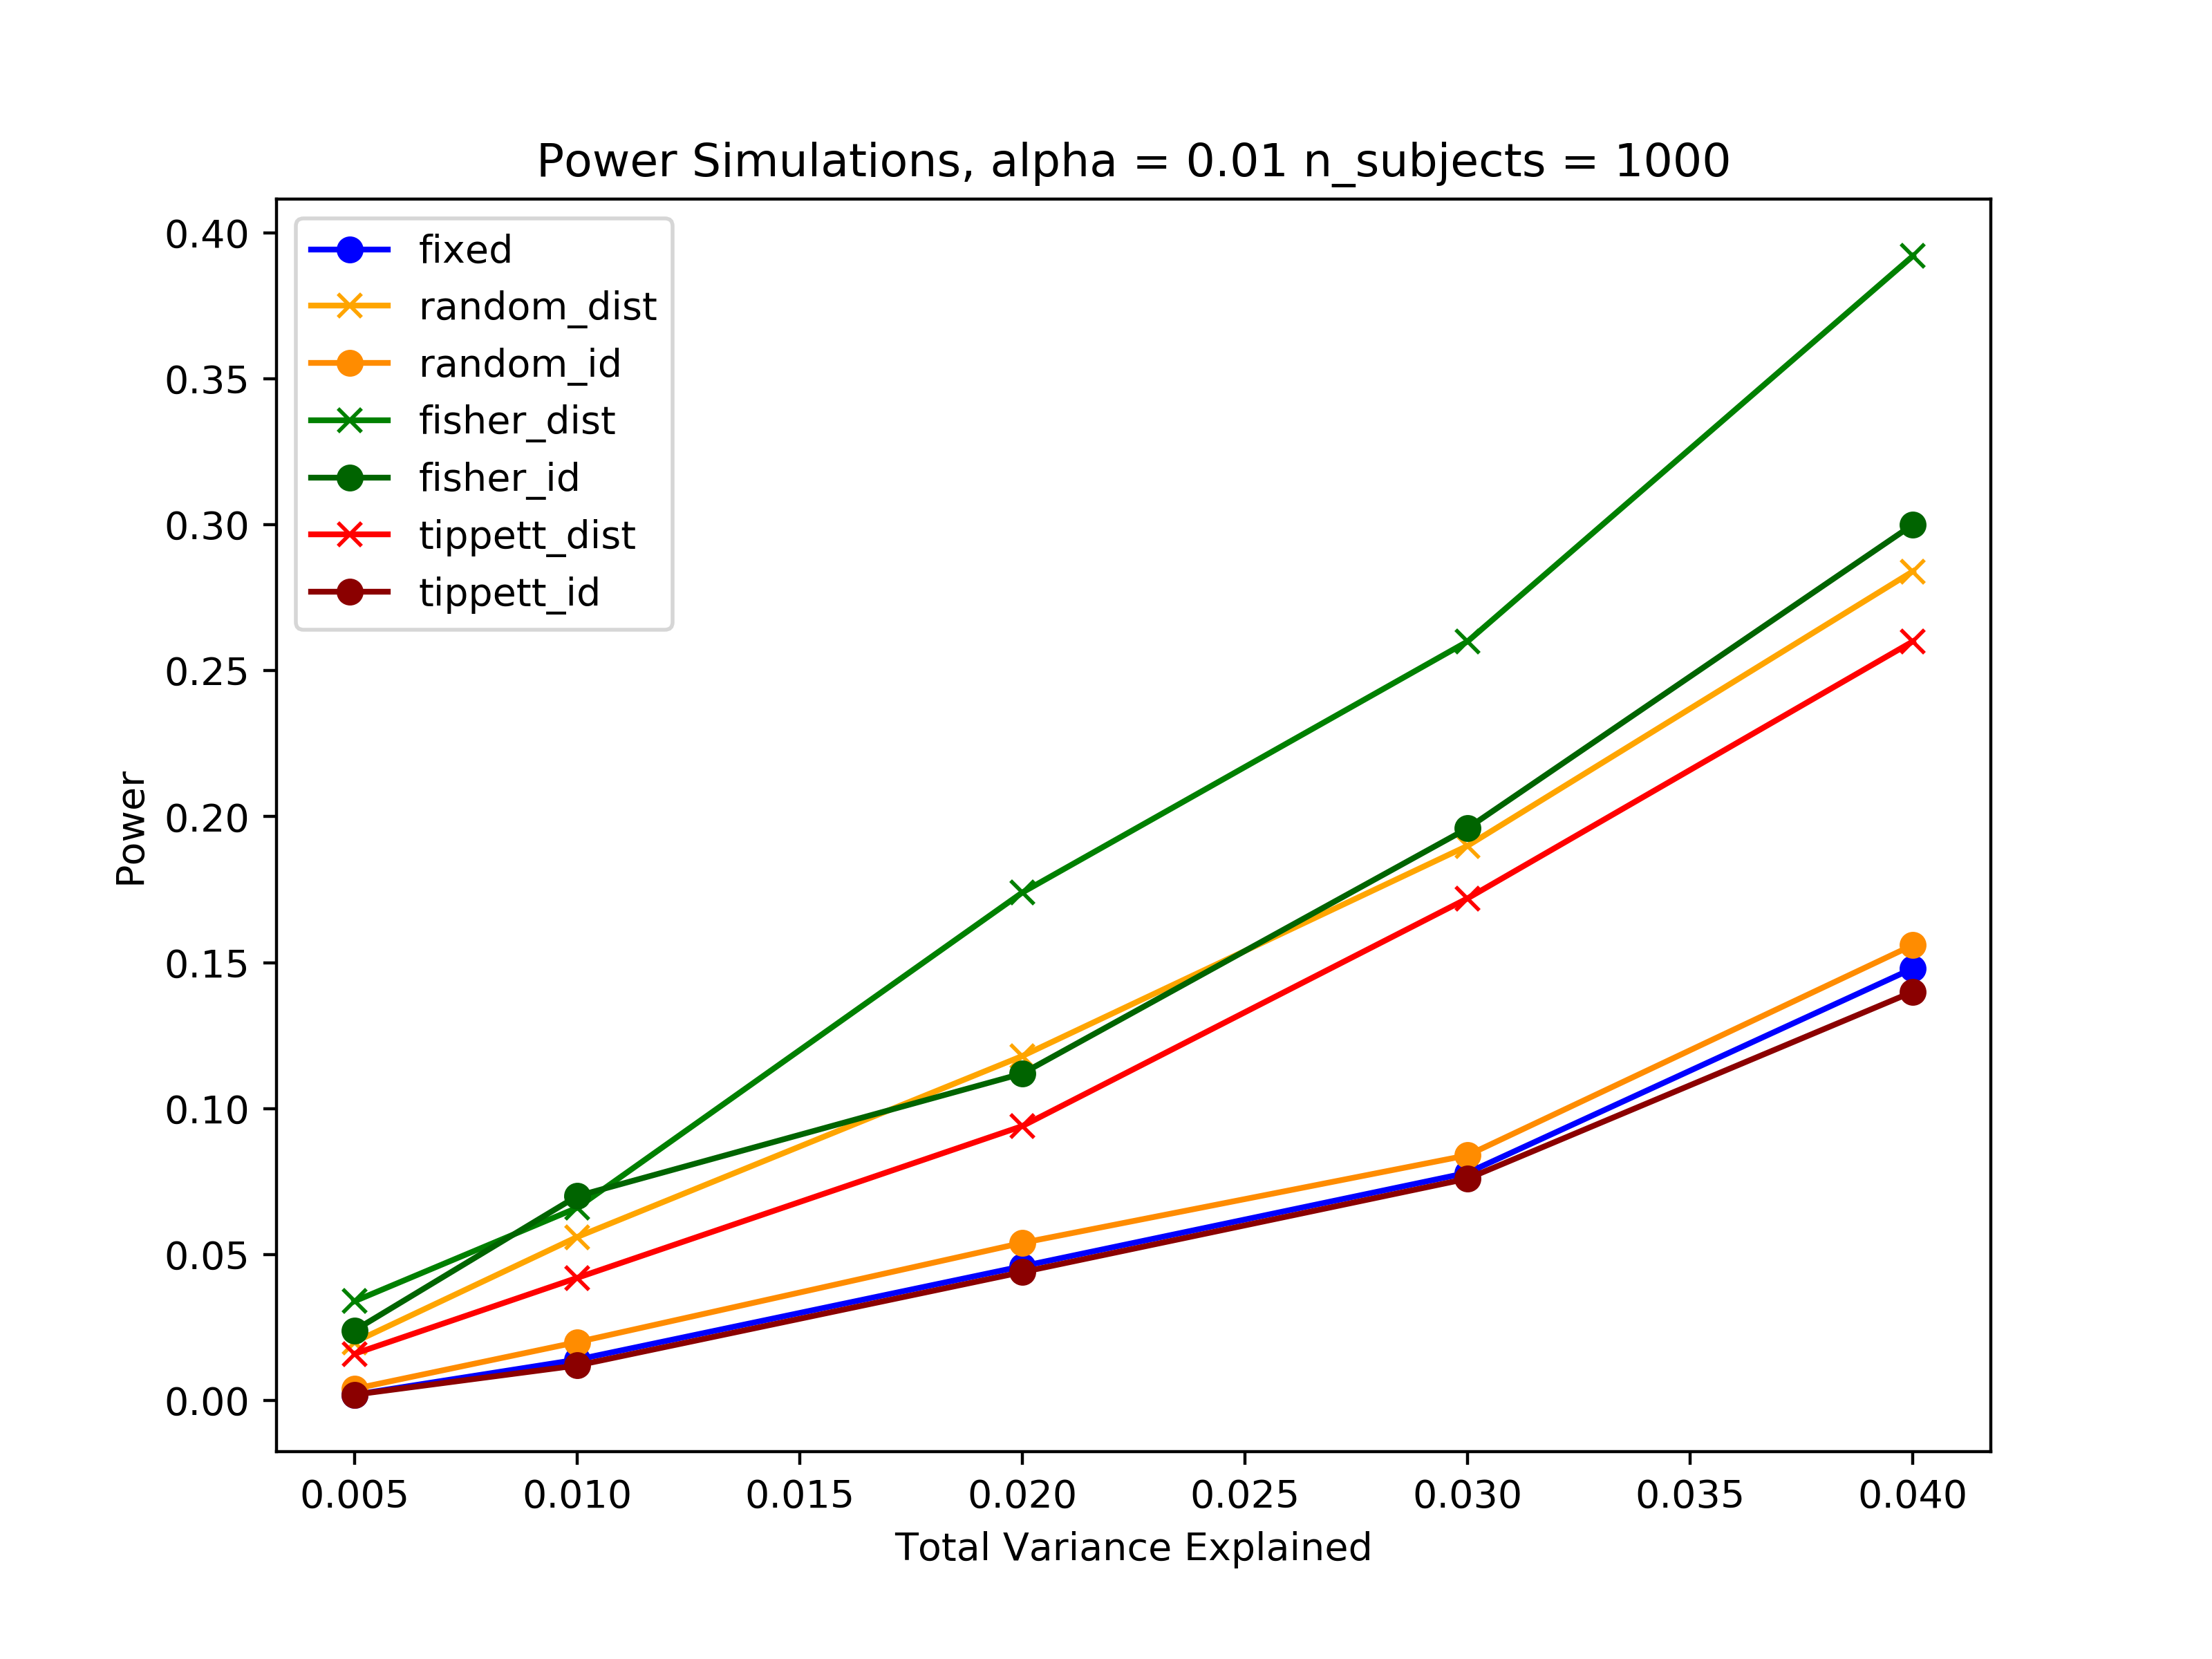 Power Simulations, alpha = 0.01 n_subjects = 1000
fixed
random_dist
random_id
fisher_dist
fisher_id
tippett_dist
tippett_id
0.40
0.35
0.30
0.25
0.20
0.15
0.10
0.05
0.00
Power
0.005 0.010 0.015 0.020 0.025 0.030 0.035 0.040
Total Variance Explained